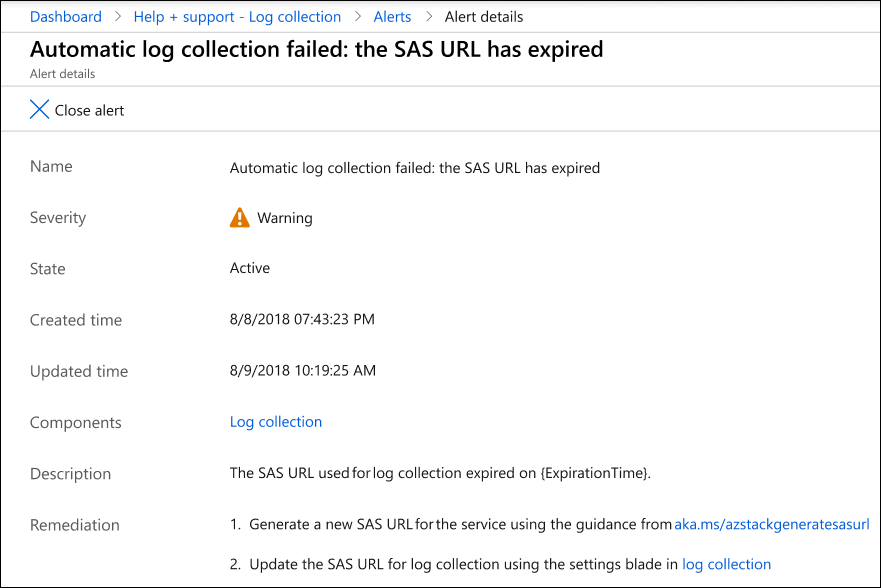 Dashboard > Help + support - Log collection > Alerts > Alert details
Automatic log collection failed: the SAS URL has expired
Alert details
Close alert
Name Automatic log collection failed: the SAS URL has expired
Severity Warning
State Active
Created time 8/8/2018 07:43:23 PM
Updated time 8/9/2018 10:19:25 AM
Components Log collection
Description The SAS URL used for log collection expired on {ExpirationTime}.
Remediation 1. Generate a new SAS URL for the service using the guidance from aka.ms/azstackgeneratesasurl
2. Update the SAS URL for log collection using the settings blade in log collection